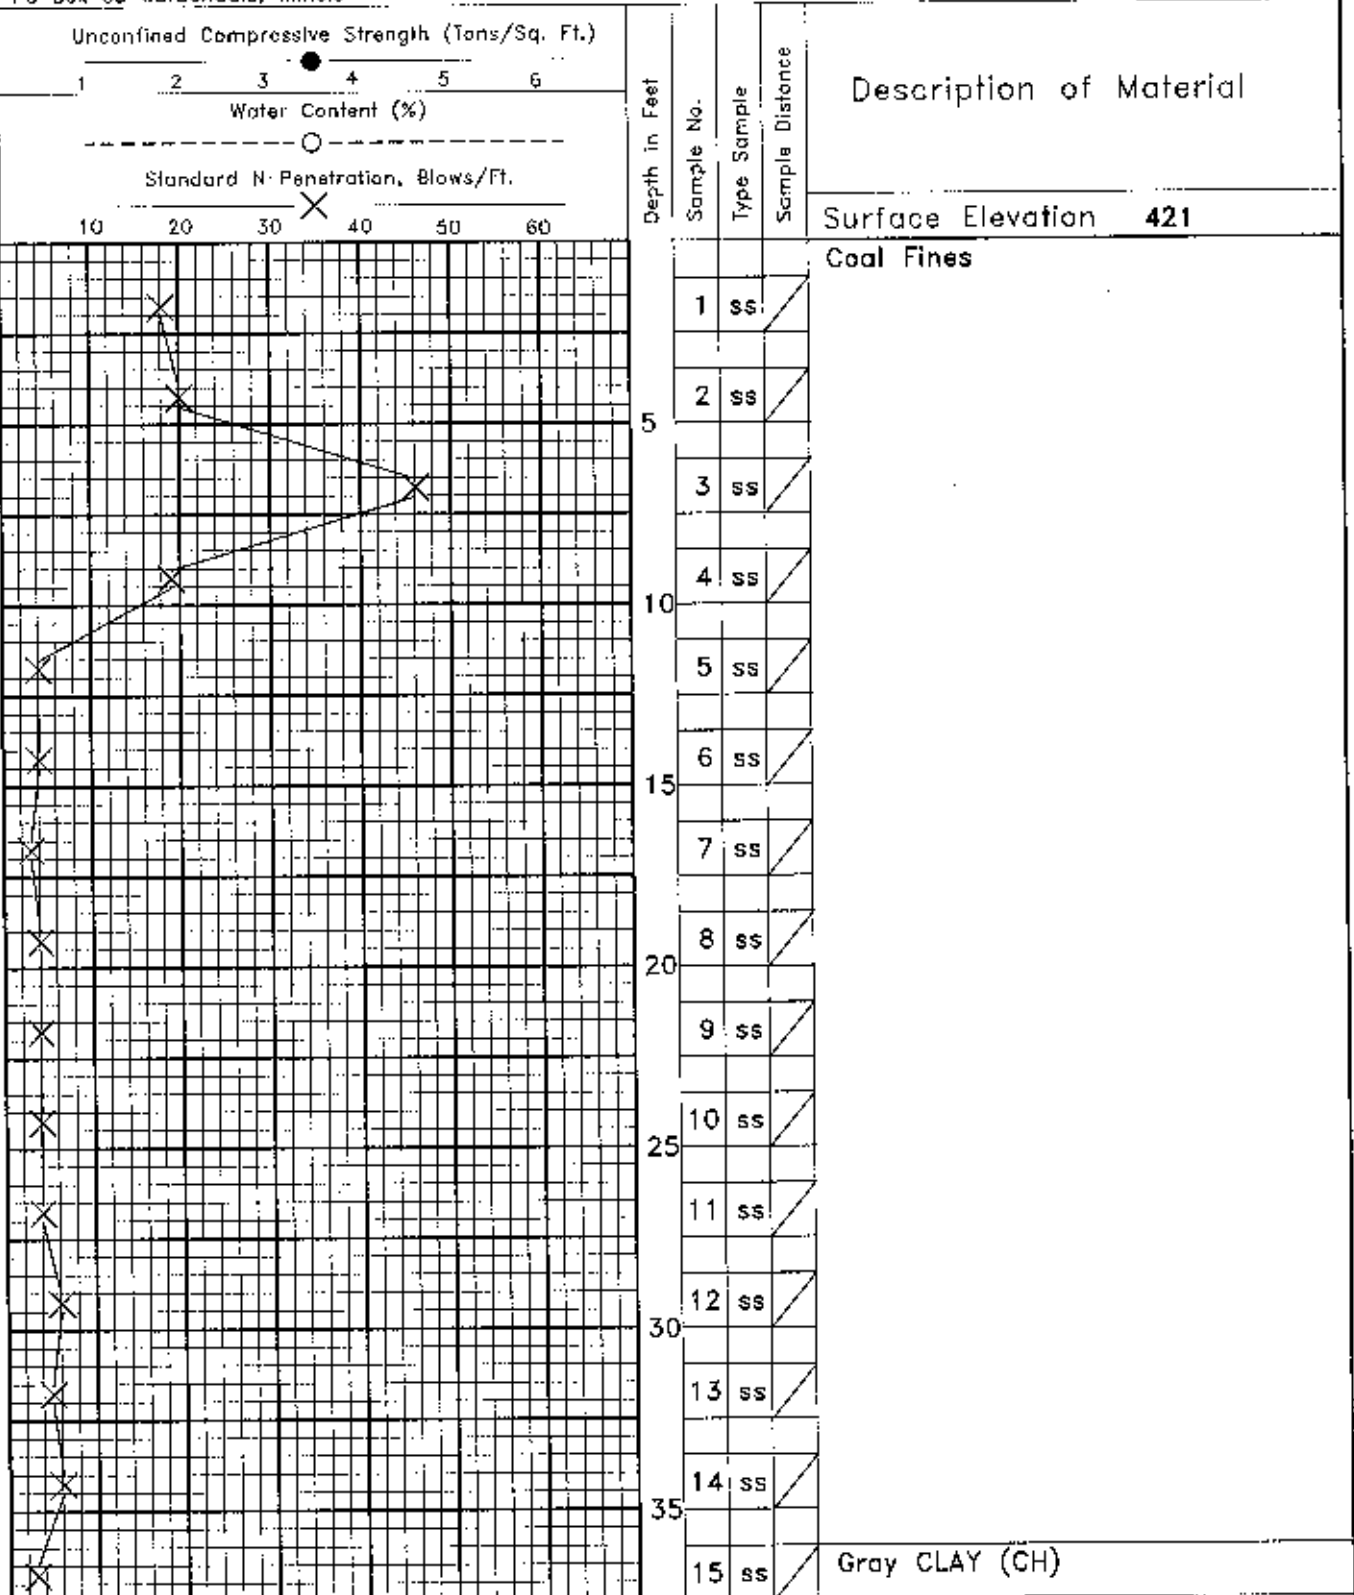 Unconfined Compressive Strength (Tons/Sq. Ft.)
1 2 3 4 5 6
Water Content (%)
Standard N-Penetration, Blows/Ft.
10 20 30 40 50 60
Depth in Feet
Sample No.
Type Sample
Sample Distance
Description of Material
Surface Elevation 421
Coal Fines
1 ss
2 ss
5
3 ss
4 ss
10
5 ss
6 ss
15
7 ss
8 ss
20
9 ss
10 ss
25
11 ss
12 ss
30
13 ss
14 ss
35
15 ss
Gray CLAY (CH)